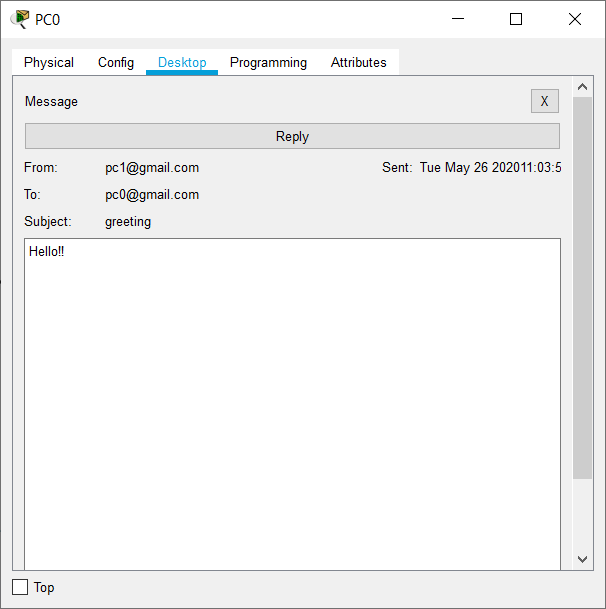 PC0
Physical Config Desktop Programming Attributes
Message X
Reply
From: pc1@gmail.com Sent: Tue May 26 202011:03:5
To: pc0@gmail.com
Subject: greeting
Hello!!
Top